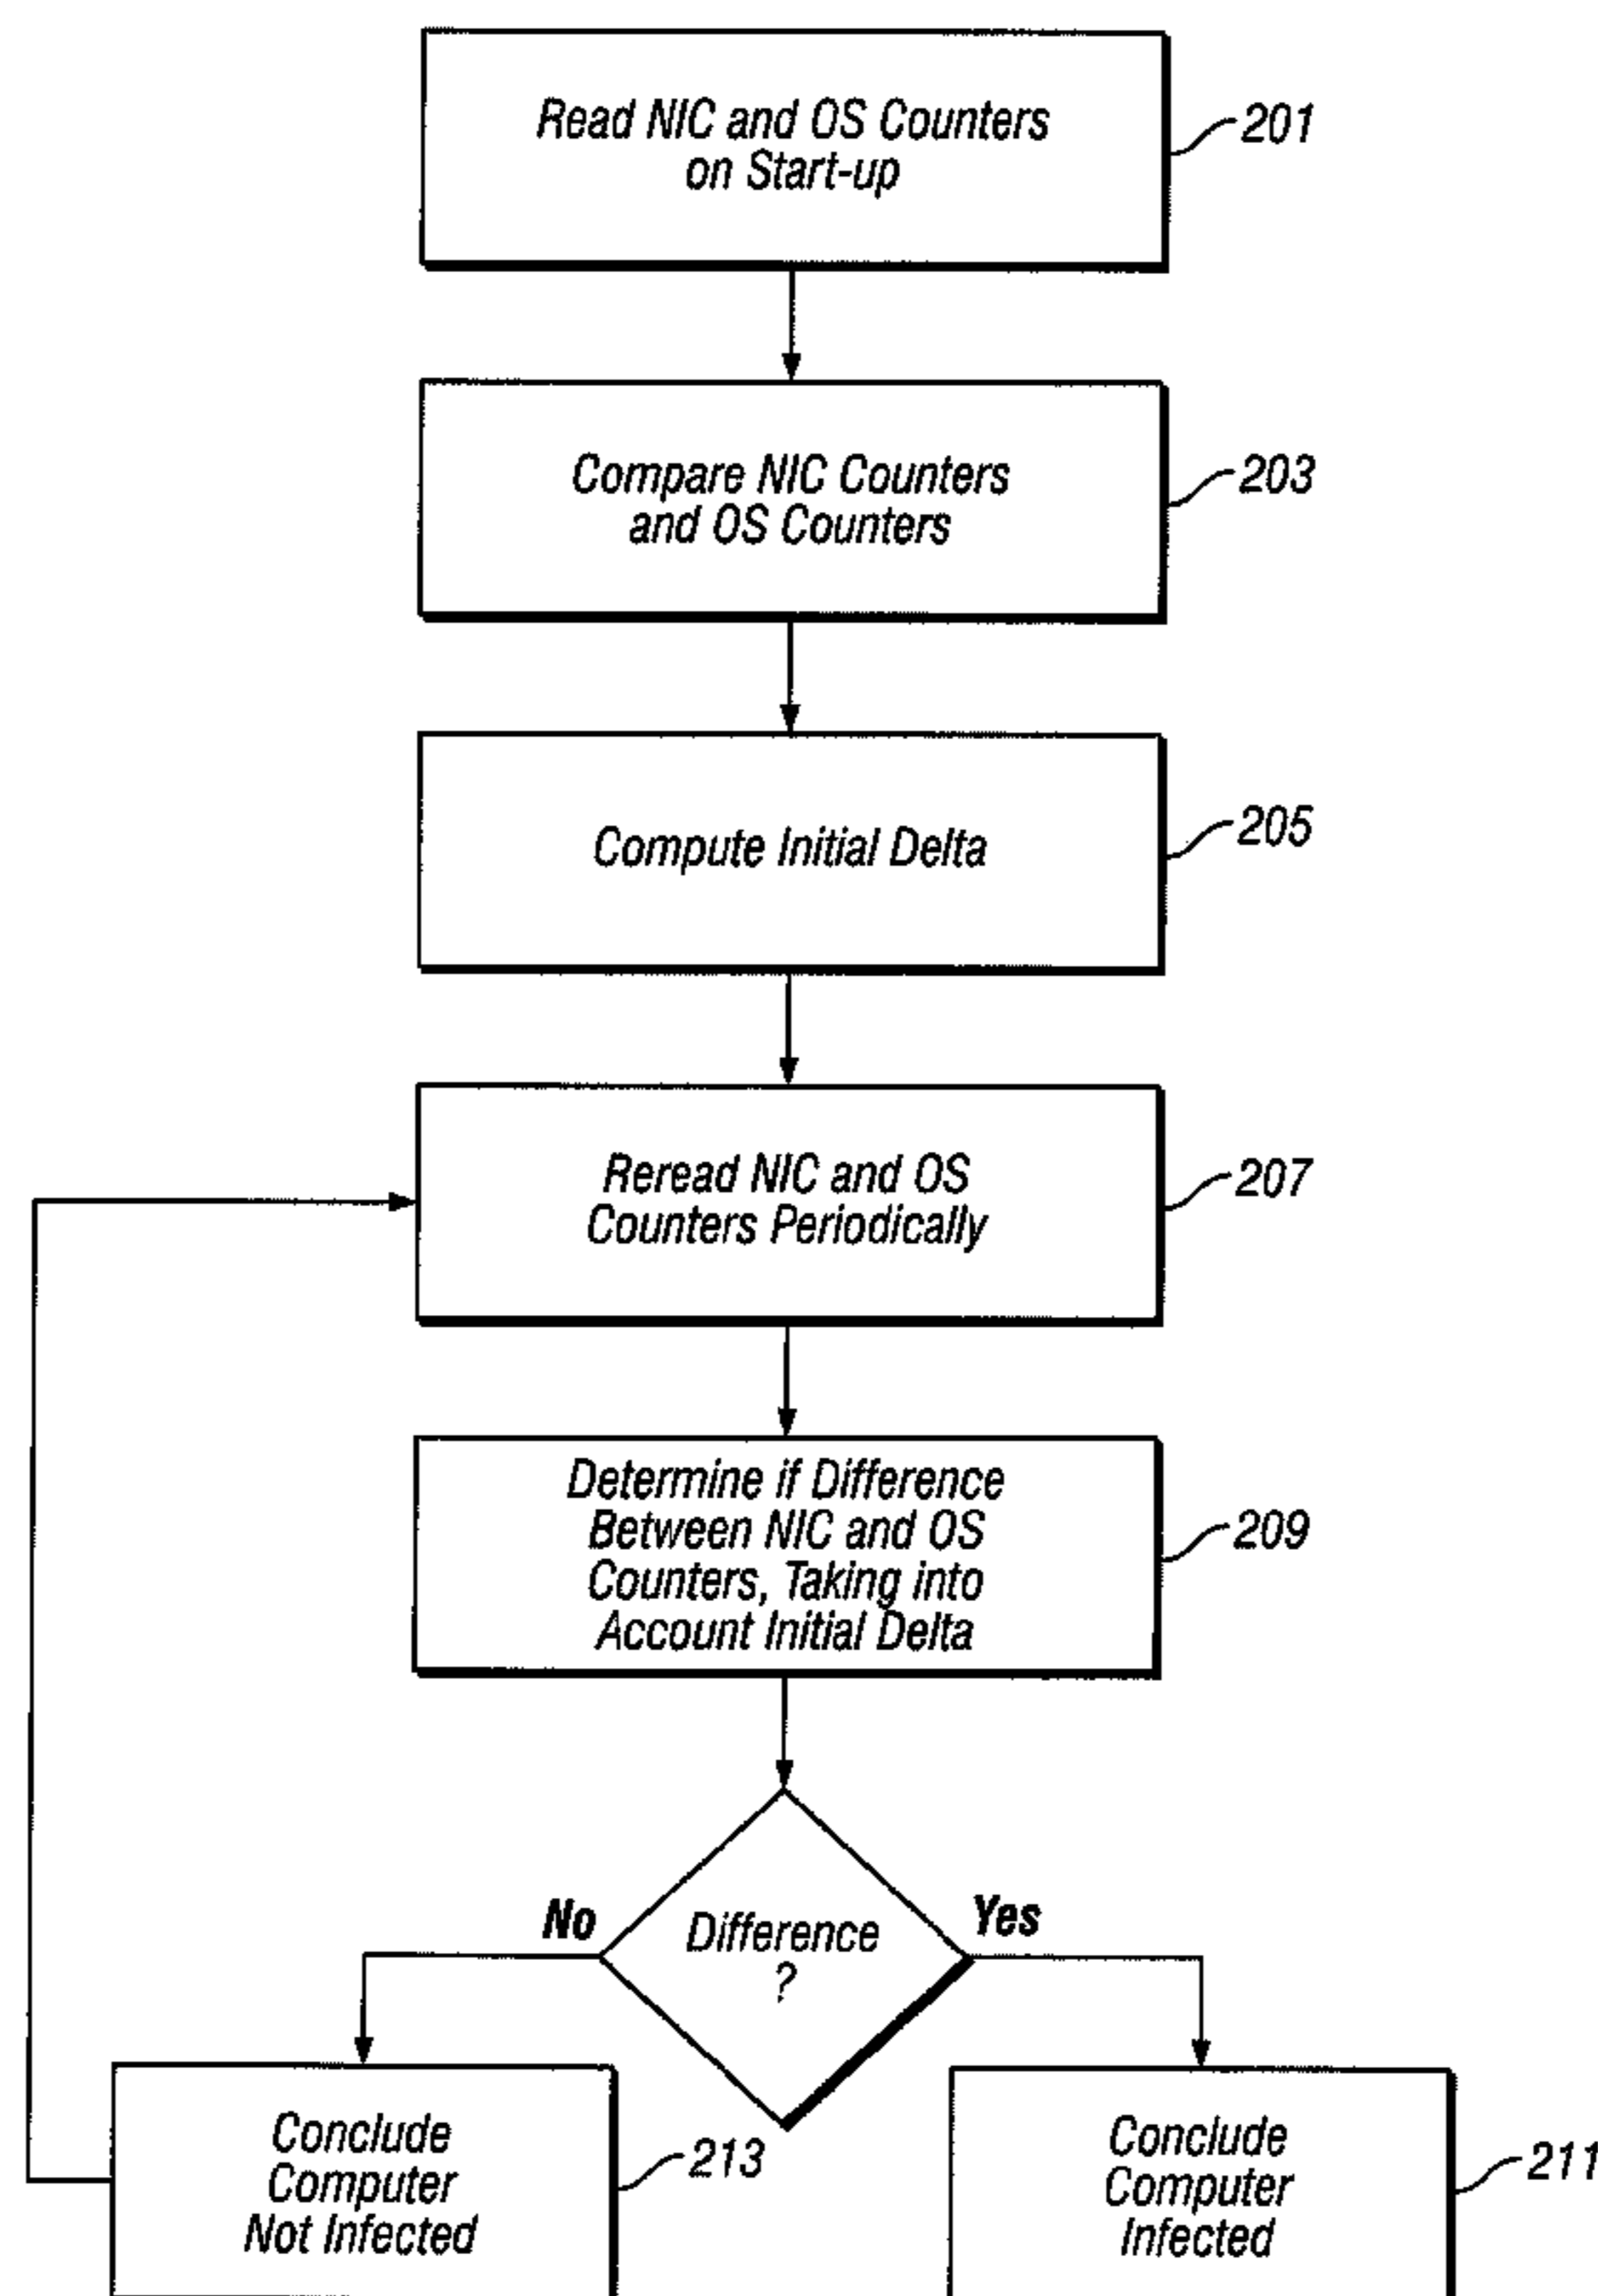 Read NIC and OS Counters
on Start-up
201
Compare NIC Counters
and OS Counters
203
Compute Initial Delta
205
Reread NIC and OS
Counters Periodically
207
Determine if Difference
Between NIC and OS
Counters, Taking into
Account Initial Delta
209
No
Difference
?
Yes
Conclude
Computer
Not Infected
213
Conclude
Computer
Infected
211